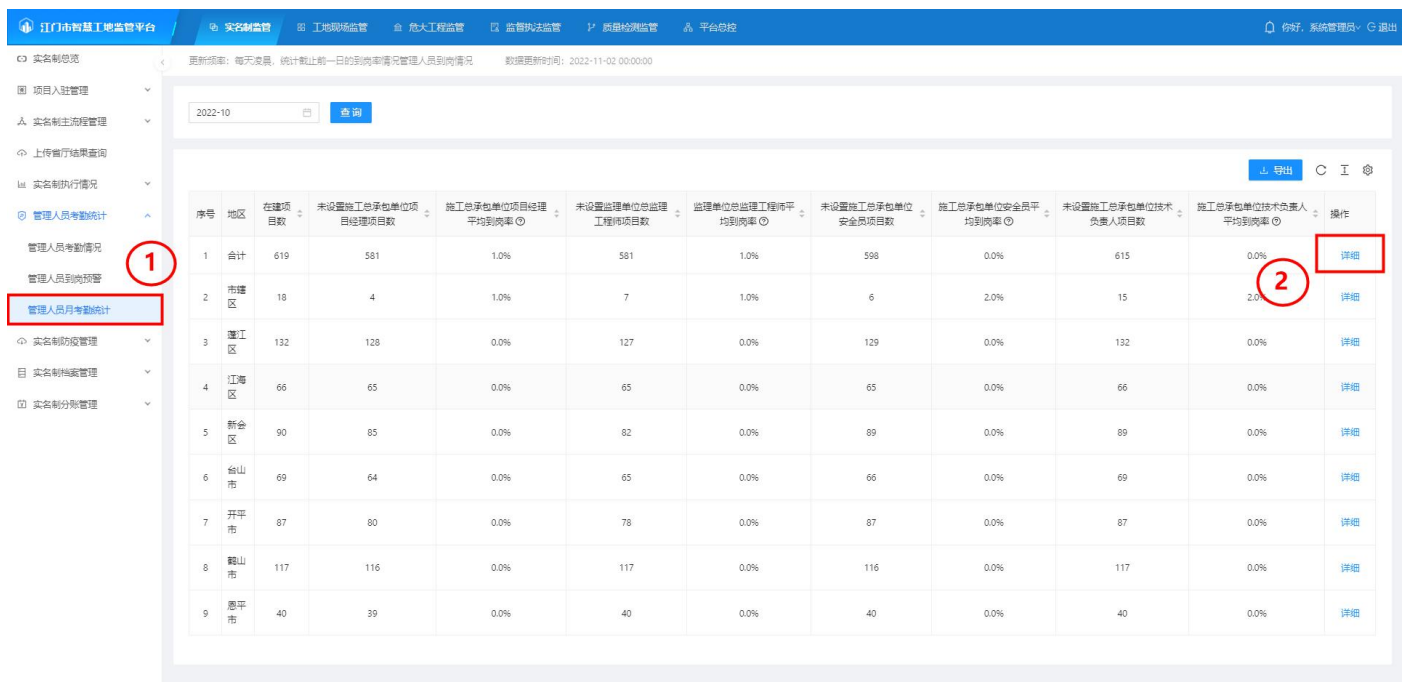 江门市智慧工地监管平台 实名制监管 工地现场监管 危大工程监管 监督执法监管 质量检测监管 平台总控 你好，系统管理员 退出
实名制总览
项目入驻管理
实名制主流程管理
上传省厅结果查询
实名制执行情况
管理人员考勤统计
管理人员考勤情况
管理人员到岗预警
管理人员月考勤统计
实名制防疫管理
实名制档案管理
实名制分账管理
1
更新频率：每天凌晨，统计截止前一日的到岗率情况管理人员到岗情况 数据更新时间：2022-11-02 00:00:00
2022-10 查询
导出
序号 地区 在建项目数 未设置施工总承包单位项目经理项目数 施工总承包单位项目经理平均到岗率 未设置监理单位总监理工程师项目数 监理单位总监理工程师平均到岗率 未设置施工总承包单位安全员项目数 施工总承包单位安全员平均到岗率 未设置施工总承包单位技术负责人项目数 施工总承包单位技术负责人平均到岗率 操作
1 合计 619 581 1.0% 581 1.0% 598 0.0% 615 0.0% 详细
2
2 市辖区 18 4 1.0% 7 1.0% 6 2.0% 15 2.0% 详细
3 蓬江区 132 128 0.0% 127 0.0% 129 0.0% 132 0.0% 详细
4 江海区 66 65 0.0% 65 0.0% 65 0.0% 66 0.0% 详细
5 新会区 90 85 0.0% 82 0.0% 89 0.0% 89 0.0% 详细
6 台山市 69 64 0.0% 65 0.0% 66 0.0% 69 0.0% 详细
7 开平市 87 80 0.0% 78 0.0% 87 0.0% 87 0.0% 详细
8 鹤山市 117 116 0.0% 117 0.0% 116 0.0% 117 0.0% 详细
9 恩平市 40 39 0.0% 40 0.0% 40 0.0% 40 0.0% 详细